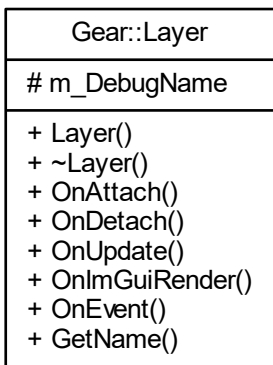 Gear::Layer
# m_DebugName
+ Layer()
+ ~Layer()
+ OnAttach()
+ OnDetach()
+ OnUpdate()
+ OnImGuiRender()
+ OnEvent()
+ GetName()